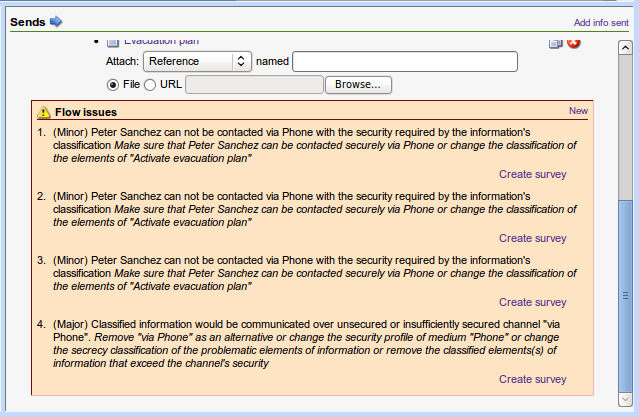 Sends
Add info sent
Evacuation plan
Attach: Reference named
File URL Browse...
Flow issues
New
1. (Minor) Peter Sanchez can not be contacted via Phone with the security required by the information's
classification Make sure that Peter Sanchez can be contacted securely via Phone or change the classification of
the elements of "Activate evacuation plan"
Create survey
2. (Minor) Peter Sanchez can not be contacted via Phone with the security required by the information's
classification Make sure that Peter Sanchez can be contacted securely via Phone or change the classification of
the elements of "Activate evacuation plan"
Create survey
3. (Minor) Peter Sanchez can not be contacted via Phone with the security required by the information's
classification Make sure that Peter Sanchez can be contacted securely via Phone or change the classification of
the elements of "Activate evacuation plan"
Create survey
4. (Major) Classified information would be communicated over unsecured or insufficiently secured channel "via
Phone". Remove "via Phone" as an alternative or change the security profile of medium "Phone" or change
the secrecy classification of the problematic elements of information or remove the classified elements(s) of
information that exceed the channel's security
Create survey